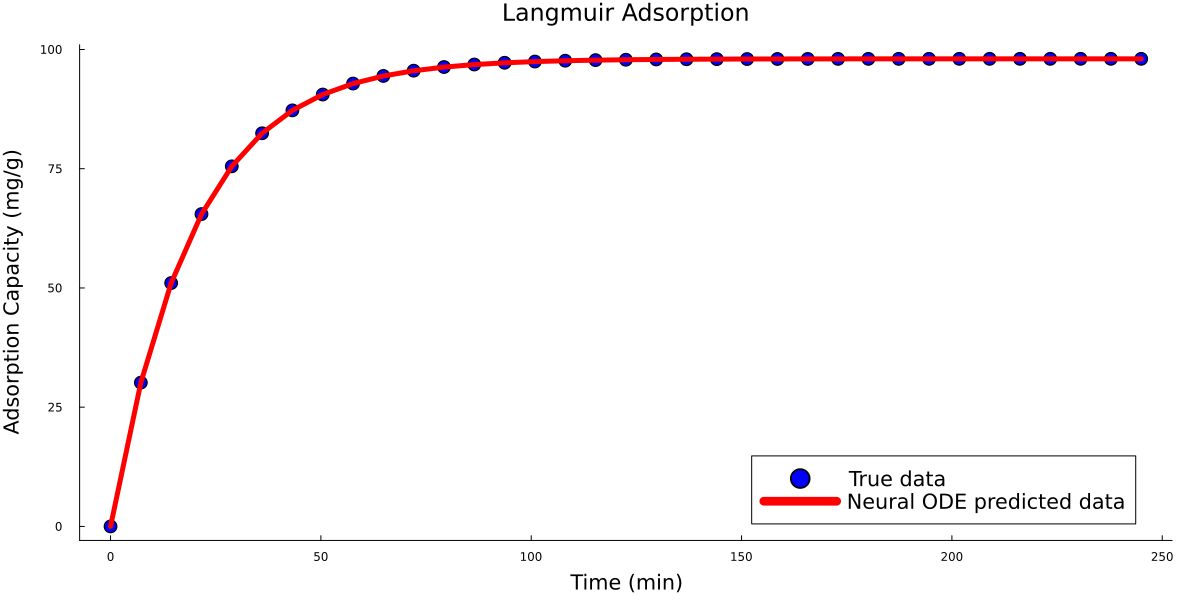 Langmuir Adsorption
Adsorption Capacity (mg/g)
100
75
50
25
0
True data
Neural ODE predicted data
0 50 100 150 200 250
Time (min)